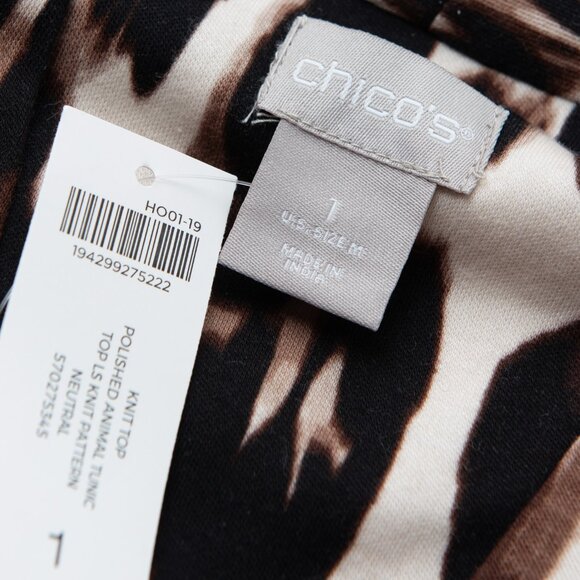 chico's®
1
U.S. SIZE M
MADE IN
INDIA
HO01-19
194299275222
KNIT TOP
POLISHED ANIMAL TUNIC
TOP LS KNIT PATTERN
NEUTRAL
570275345
1